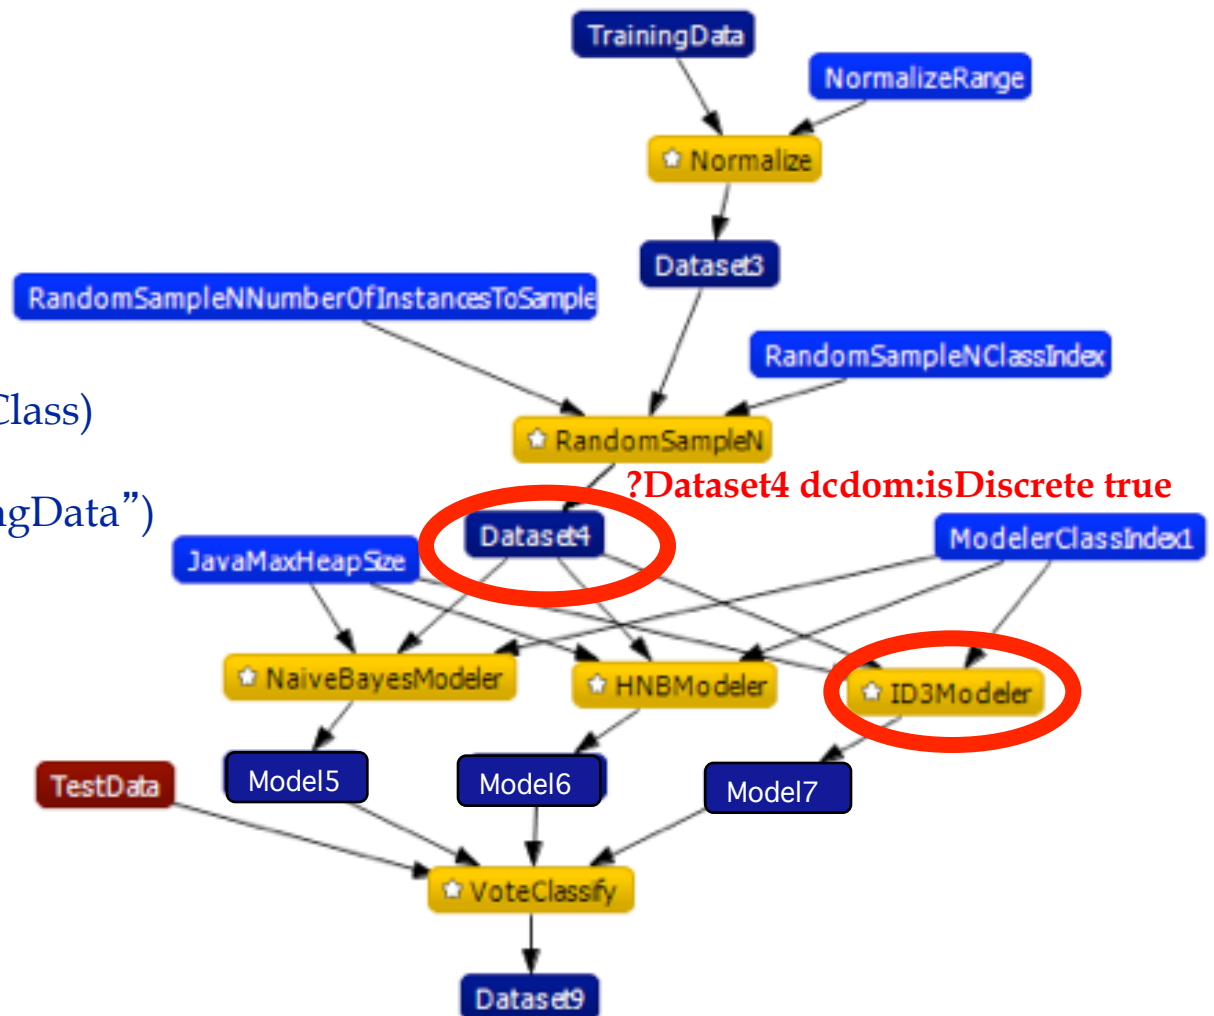 TrainingData
NormalizeRange
Normalize
Dataset3
RandomSampleNNumberOfInstancesToSample
RandomSampleNClassIndex
Class)
RandomSampleN
?Dataset4 dcdom:isDiscrete true
ngData”)
Dataset4
ModelerClassIndex1
JavaMaxHeapSize
NaiveBayesModeler
HNBModeler
ID3Modeler
TestData
Model5
Model6
Model7
VoteClassify
Dataset9